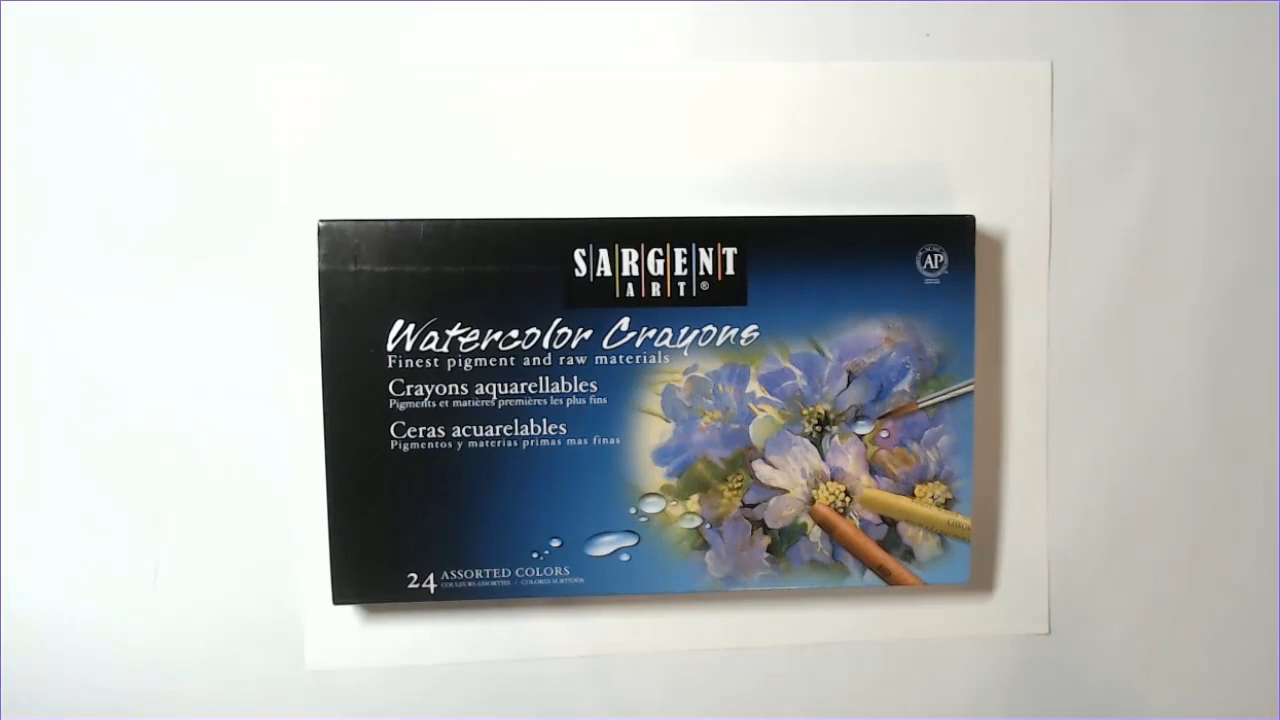 SARGENT
ART®
AP
Watercolor Crayons
Finest pigment and raw materials
Crayons aquarellables
Pigments et matières premières les plus fins
Ceras acuarelables
Pigmentos y materias primas mas finas
24 ASSORTED COLORS
COULEURS ASSORTIES / COLORES SURTIDOS